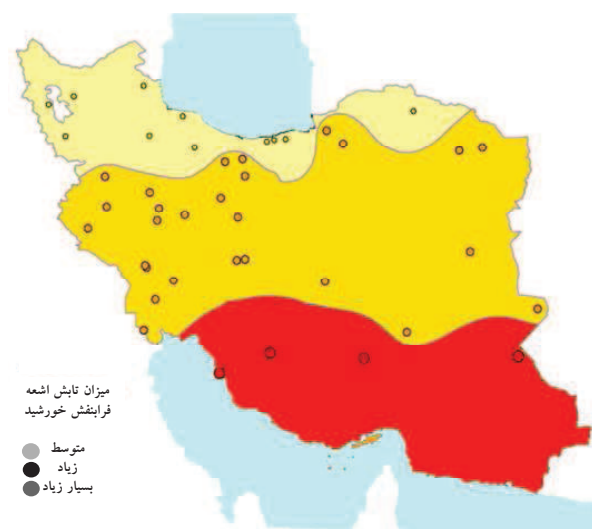 میزان تابش اشعه
فرابنفش خورشید
متوسط
زیاد
بسیار زیاد